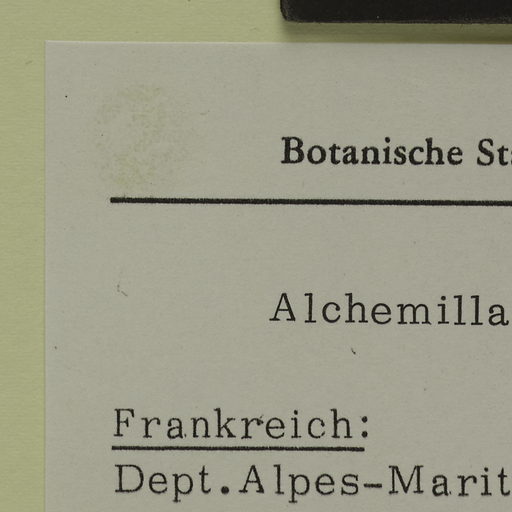 Botanische St
Alchemilla
Frankreich:
Dept.Alpes-Marit